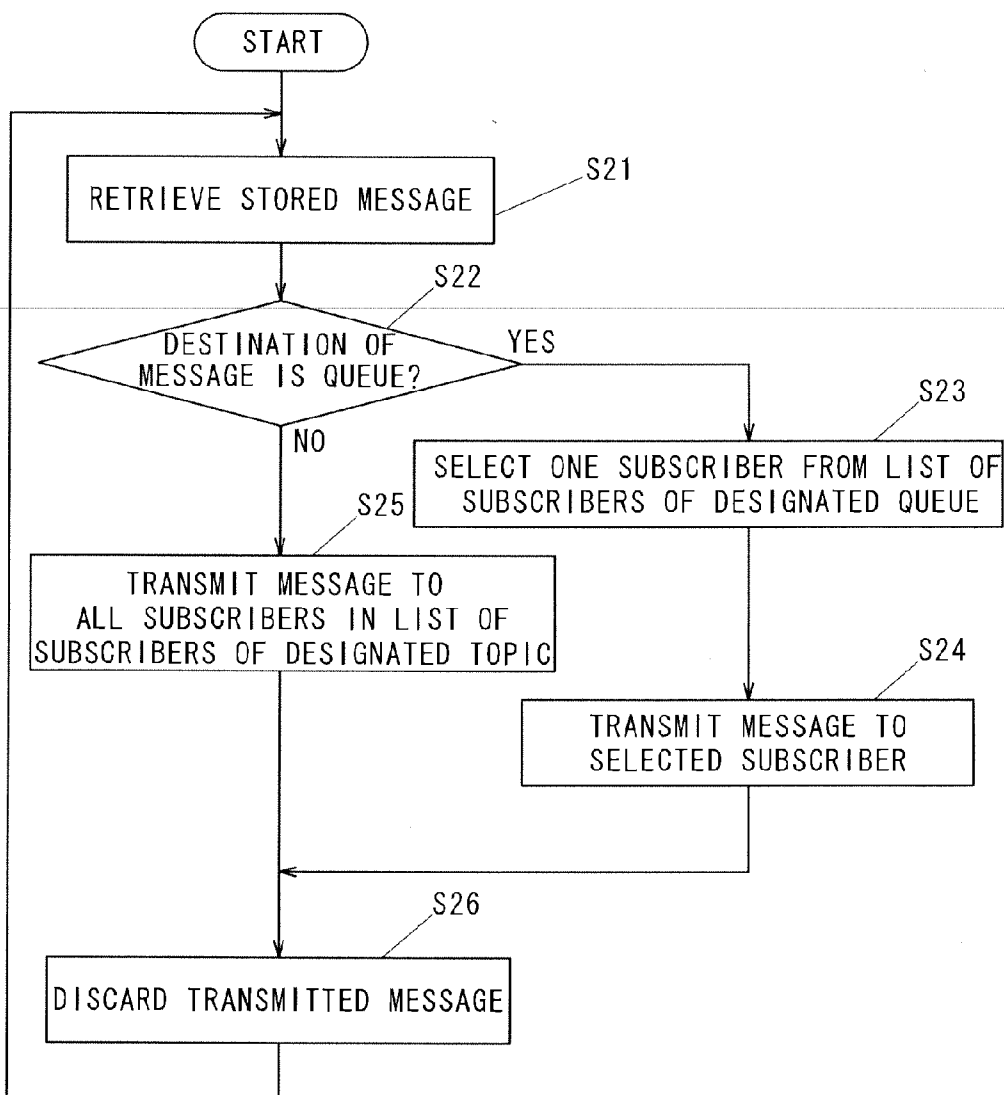 START
RETRIEVE STORED MESSAGE
S21
S22
DESTINATION OF
MESSAGE IS QUEUE?
YES
NO
S23
SELECT ONE SUBSCRIBER FROM LIST OF
SUBSCRIBERS OF DESIGNATED QUEUE
S25
TRANSMIT MESSAGE TO
ALL SUBSCRIBERS IN LIST OF
SUBSCRIBERS OF DESIGNATED TOPIC
S24
TRANSMIT MESSAGE TO
SELECTED SUBSCRIBER
S26
DISCARD TRANSMITTED MESSAGE